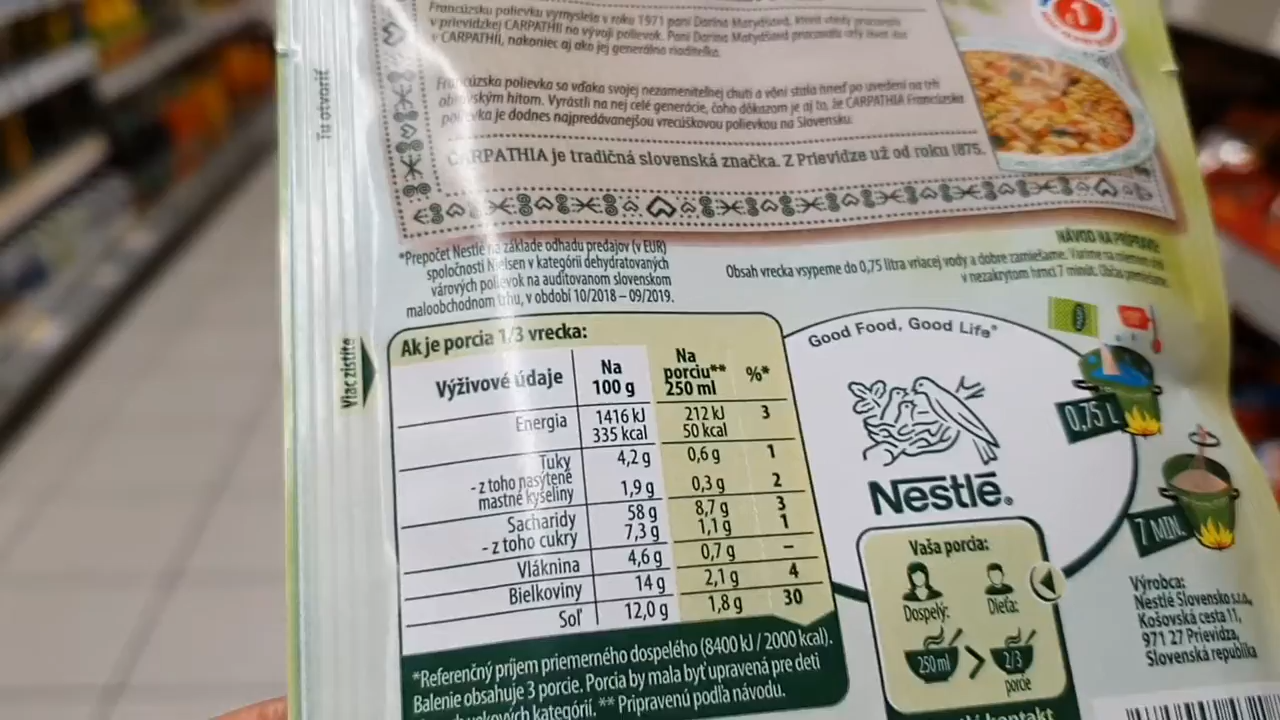 Francúzsku polievku vymyslela v roku 1971 pani Darina Matydšová, ktorá vtedy pracovala
v prievidzkej CARPATHII na vývoji polievok. Pani Darina pracovala celý život
v CARPATHII, nakoniec aj ako jej generálna riaditeľka.
Francúzska polievka sa vďaka svojej nezameniteľnej chuti a vôni stala hneď po uvedení na trh
obrovským hitom. Vyrástli na nej celé generácie, čoho dôkazom je aj to, že CARPATHIA Francúzska
polievka je dodnes najpredávanejšou vrecúškovou polievkou na Slovensku.
CARPATHIA je tradičná slovenská značka. Z Prievidze už od roku 1875.
Tu otvoriť
*Prepočet Nestlé na základe odhadu predajov (v EUR)
spoločnosti Nielsen v kategórii dehydratovaných
várových polievok na auditovanom slovenskom
maloobchodnom trhu, v období 10/2018 – 09/2019.
NÁVOD NA PRÍPRAVU:
Obsah vrecka vsypeme do 0,75 litra vriacej vody a dobre zamiešame. Varíme na miernom ohni
v nezakrytom hrnci 7 minút. Občas premiešame.
Viac zistíte
Ak je porcia 1/3 vrecka:
Výživové údaje Na 100 g Na porciu** 250 ml %*
Energia 1416 kJ 212 kJ 3
335 kcal 50 kcal
Tuky 4,2 g 0,6 g 1
- z toho nasýtené
mastné kyseliny 1,9 g 0,3 g 2
Sacharidy 58 g 8,7 g 3
- z toho cukry 7,3 g 1,1 g 1
Vláknina 4,6 g 0,7 g –
Bielkoviny 14 g 2,1 g 4
Soľ 12,0 g 1,8 g 30
*Referenčný príjem priemerného dospelého (8400 kJ / 2000 kcal).
Balenie obsahuje 3 porcie. Porcia by mala byť upravená pre deti
vekových kategórií. ** Pripravenú podľa návodu.
Good Food, Good Life®
Nestlé®
0,75 L
7 MIN.
Vaša porcia:
Dospelý: Dieťa:
250 ml > 2/3
porcie
kontakt
Výrobca:
Nestlé Slovensko s.r.o.,
Košovská cesta 11,
971 27 Prievidza,
Slovenská republika